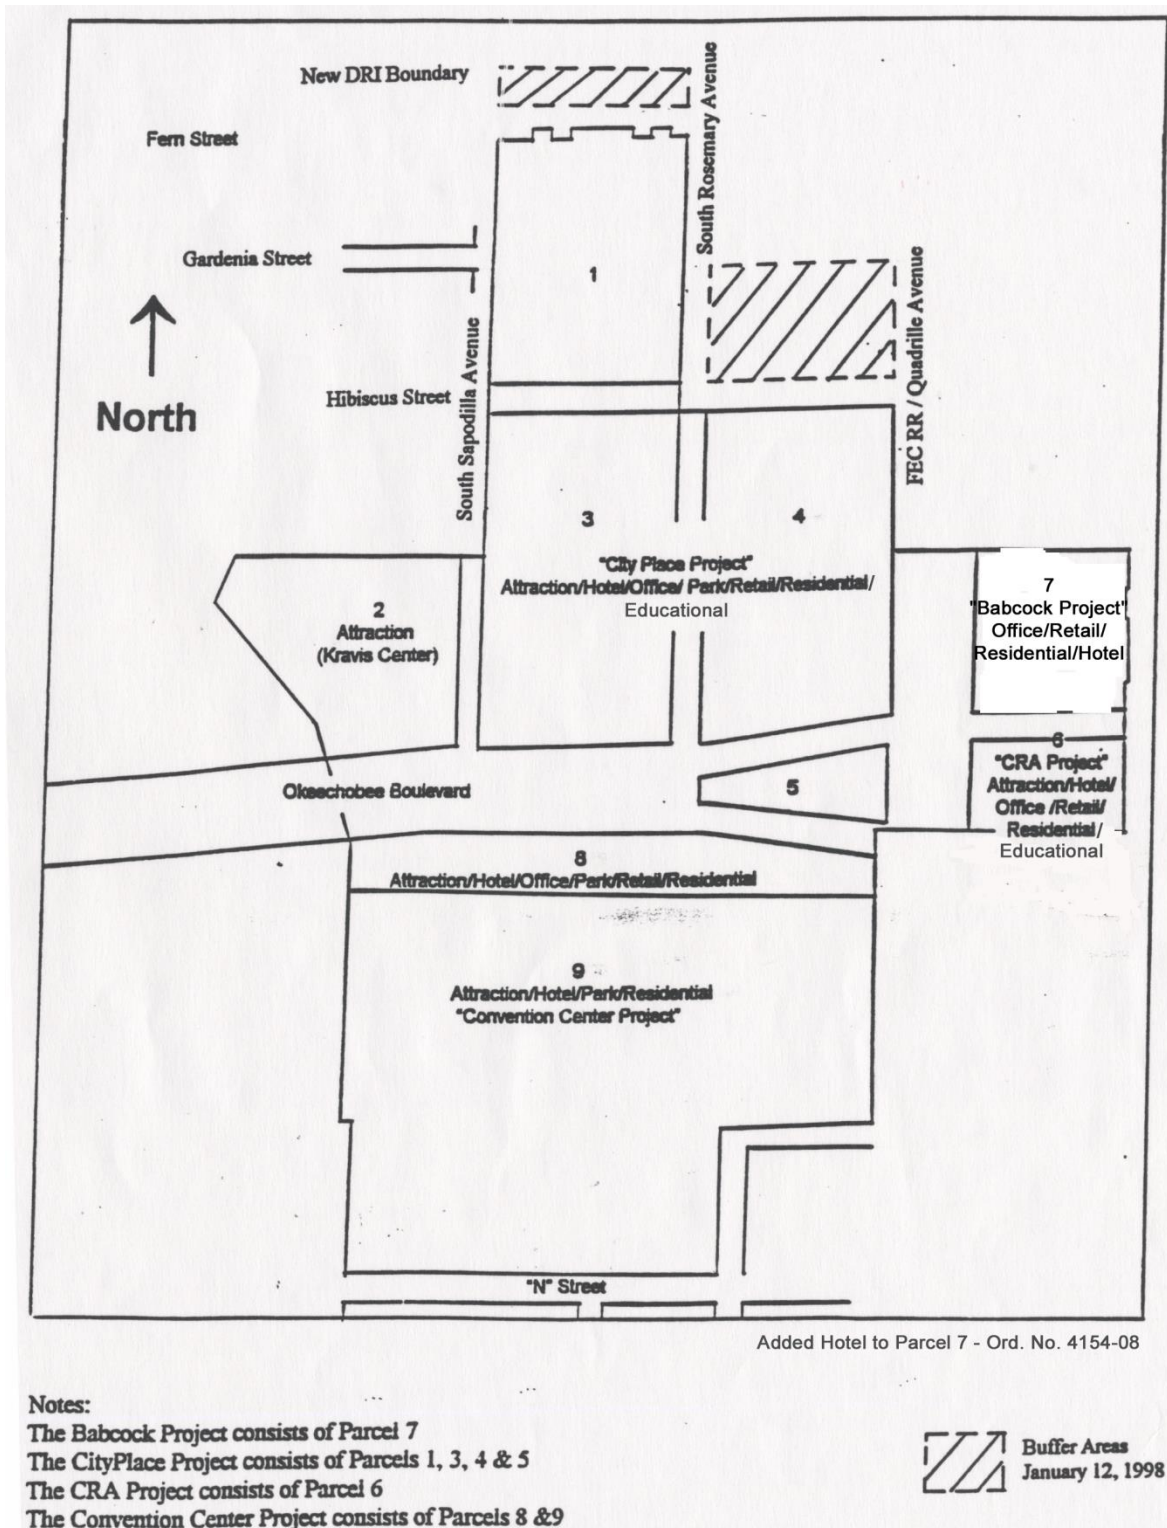 New DRI Boundary
South Rosemary Avenue
Fern Street
Gardenia Street
1
North
South Sapodilla Avenue
Hibiscus Street
FEC RR / Quadrille Avenue
3
4
"City Place Project"
Attraction/Hotel/Office/ Park/Retail/Residential/
Educational
2
Attraction
(Kravis Center)
7
"Babcock Project"
Office/Retail/
Residential/Hotel
6
"CRA Project"
Attraction/Hotel/
Office /Retail/
Residential/
Educational
5
Okeechobee Boulevard
8
Attraction/Hotel/Office/Park/Retail/Residential
9
Attraction/Hotel/Park/Residential
"Convention Center Project"
"N" Street
Added Hotel to Parcel 7 - Ord. No. 4154-08
Notes:
The Babcock Project consists of Parcel 7
The CityPlace Project consists of Parcels 1, 3, 4 & 5
The CRA Project consists of Parcel 6
The Convention Center Project consists of Parcels 8 &9
Buffer Areas
January 12, 1998